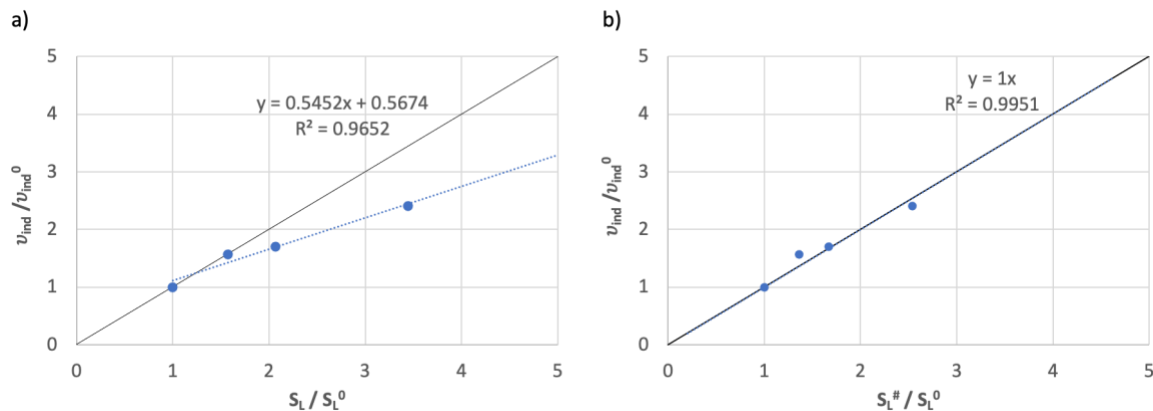 a)
5
4
3
2
1
0
υind /υind⁰
y = 0.5452x + 0.5674
R² = 0.9652
0 1 2 3 4 5
SL / SL⁰
b)
5
4
3
2
1
0
υind /υind⁰
y = 1x
R² = 0.9951
0 1 2 3 4 5
SL# / SL⁰